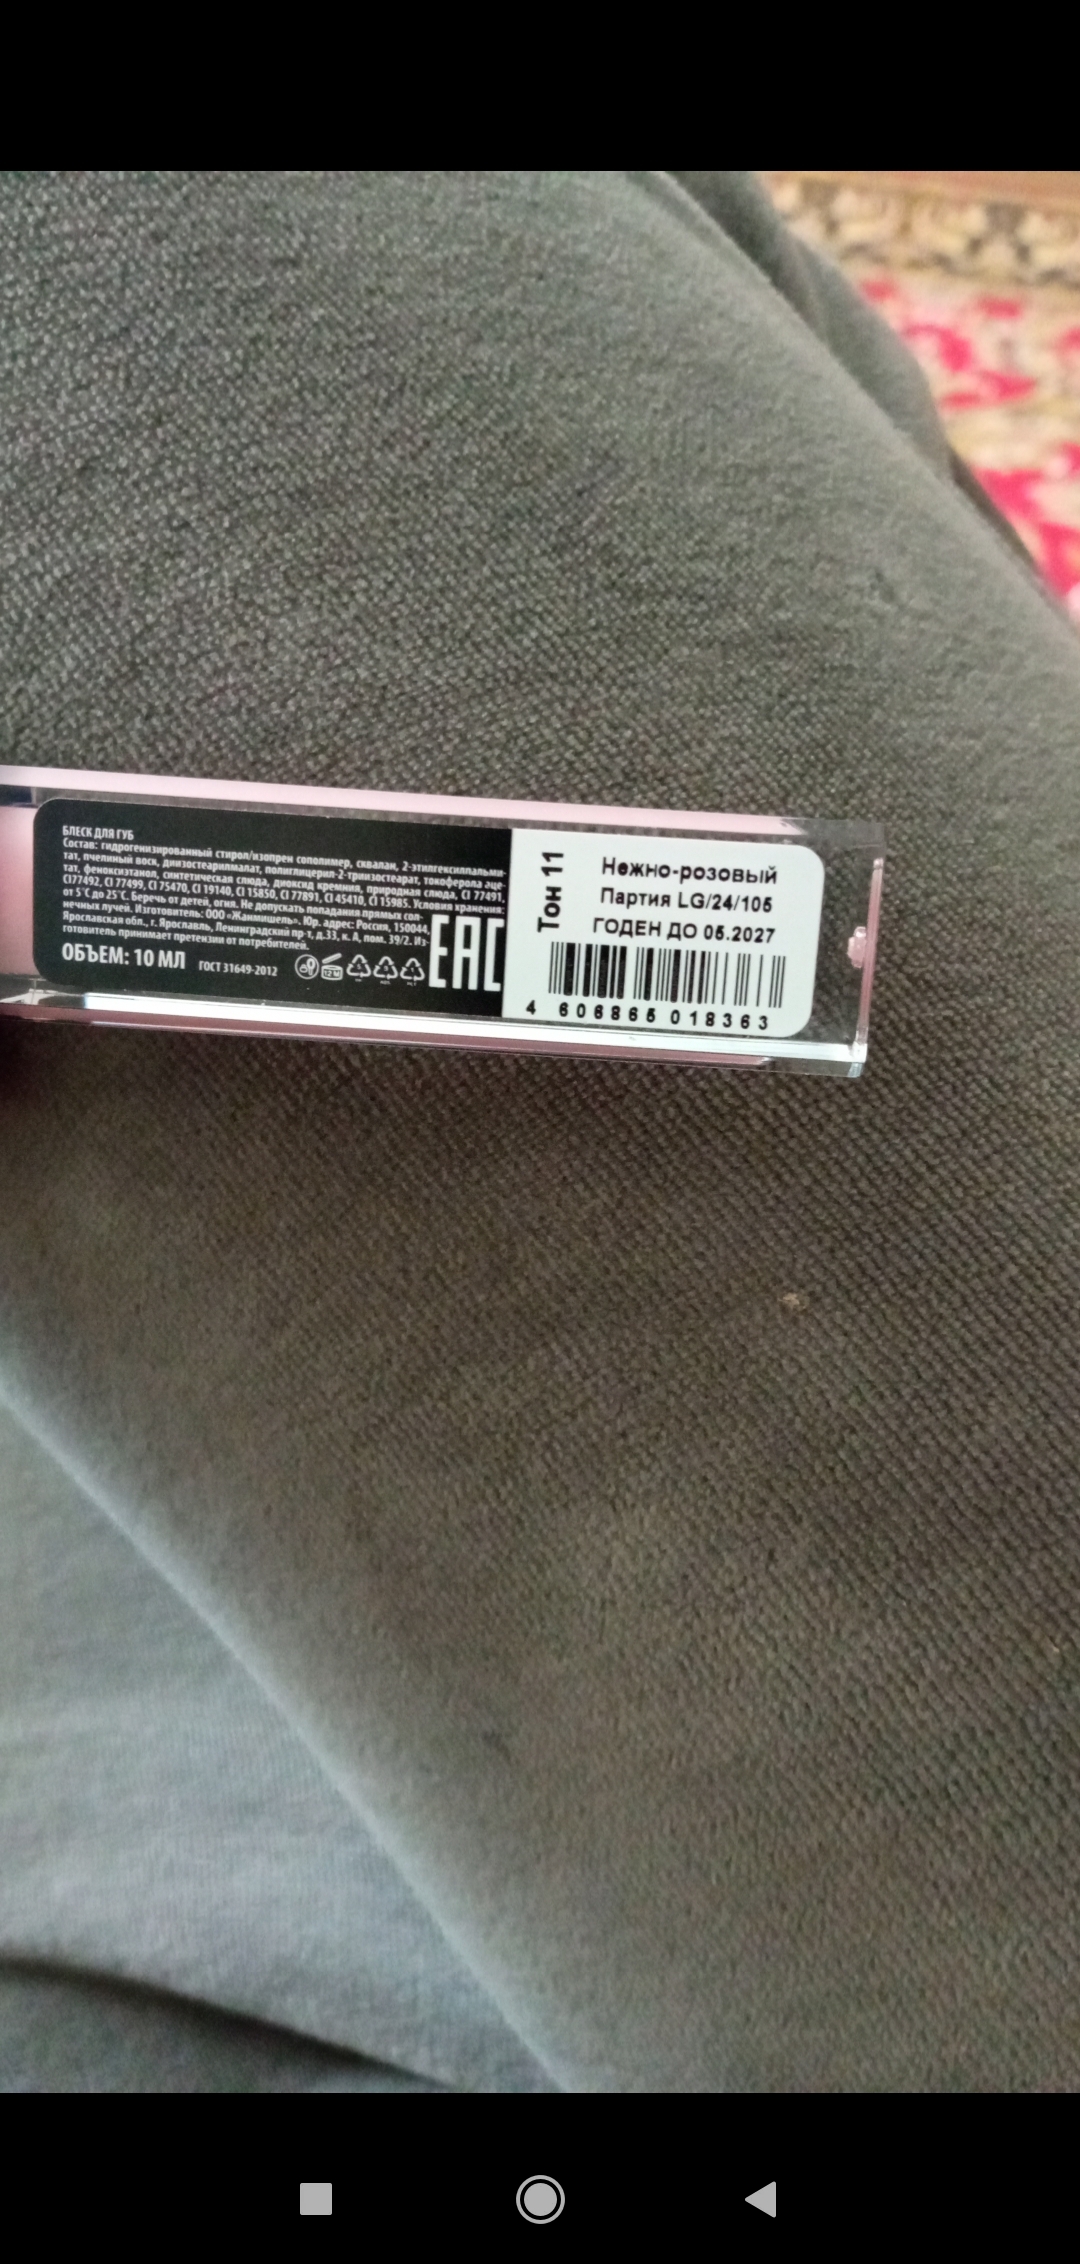 БЛЕСК ДЛЯ ГУБ
Состав: гидрогенизированный стирол/изопрен сополимер, сквалан, 2-этилгексилпальми-
тат, пчелиный воск, диизостеарилмалат, полиглицерил-2-триизостеарат, токоферола аце-
тат, феноксиэтанол, синтетическая слюда, диоксид кремния, природная слюда, CI 77491,
CI77492, CI 77499, CI 75470, CI 19140, CI 15850, CI 77891, CI 45410, CI 15985. Условия хранения:
от 5˚С до 25˚С. Беречь от детей, огня. Не допускать попадания прямых сол-
нечных лучей. Изготовитель: ООО «Жанмишель». Юр. адрес: Россия, 150044,
Ярославская обл., г. Ярославль, Ленинградский пр-т, д.33, к. А, пом. 39/2. Из-
готовитель принимает претензии от потребителей.
ОБЪЕМ: 10 МЛ ГОСТ 31649-2012
12 M
EAC
Тон 11
Нежно-розовый
Партия LG/24/105
ГОДЕН ДО 05.2027
4 606865 018363